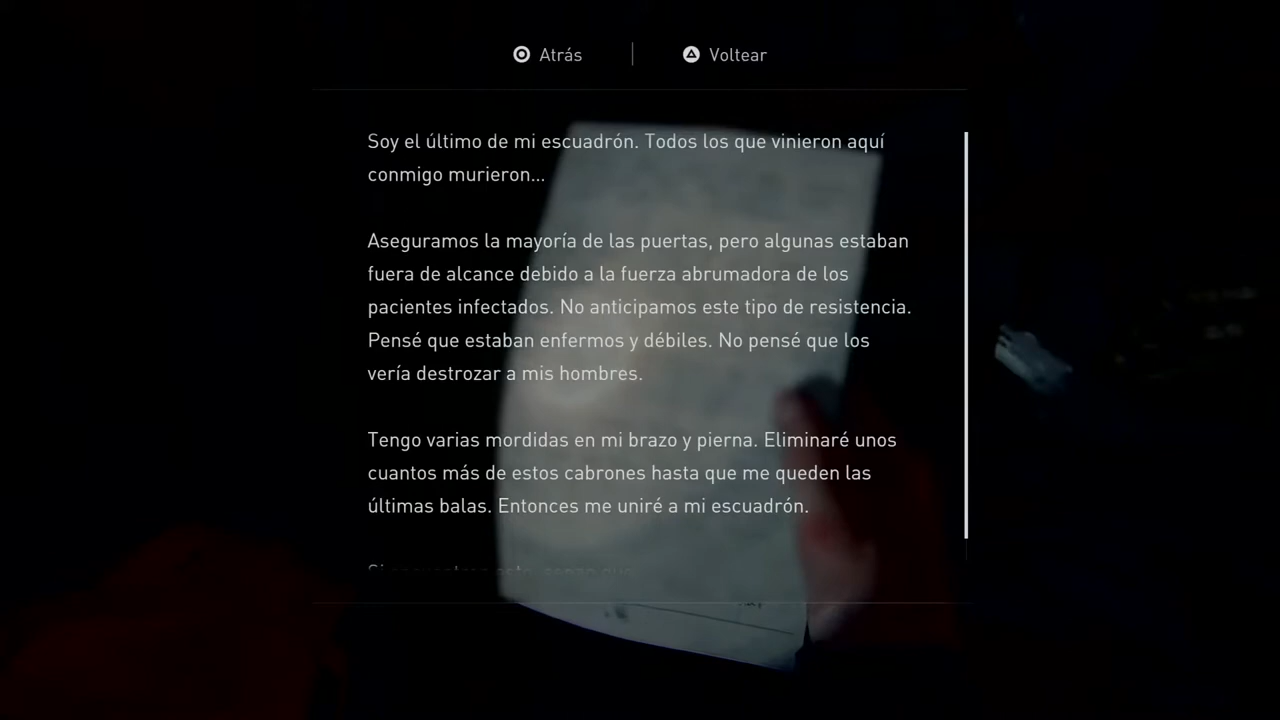 Atrás
Voltear
Soy el último de mi escuadrón. Todos los que vinieron aquí
conmigo murieron...
Aseguramos la mayoría de las puertas, pero algunas estaban
fuera de alcance debido a la fuerza abrumadora de los
pacientes infectados. No anticipamos este tipo de resistencia.
Pensé que estaban enfermos y débiles. No pensé que los
vería destrozar a mis hombres.
Tengo varias mordidas en mi brazo y pierna. Eliminaré unos
cuantos más de estos cabrones hasta que me queden las
últimas balas. Entonces me uniré a mi escuadrón.